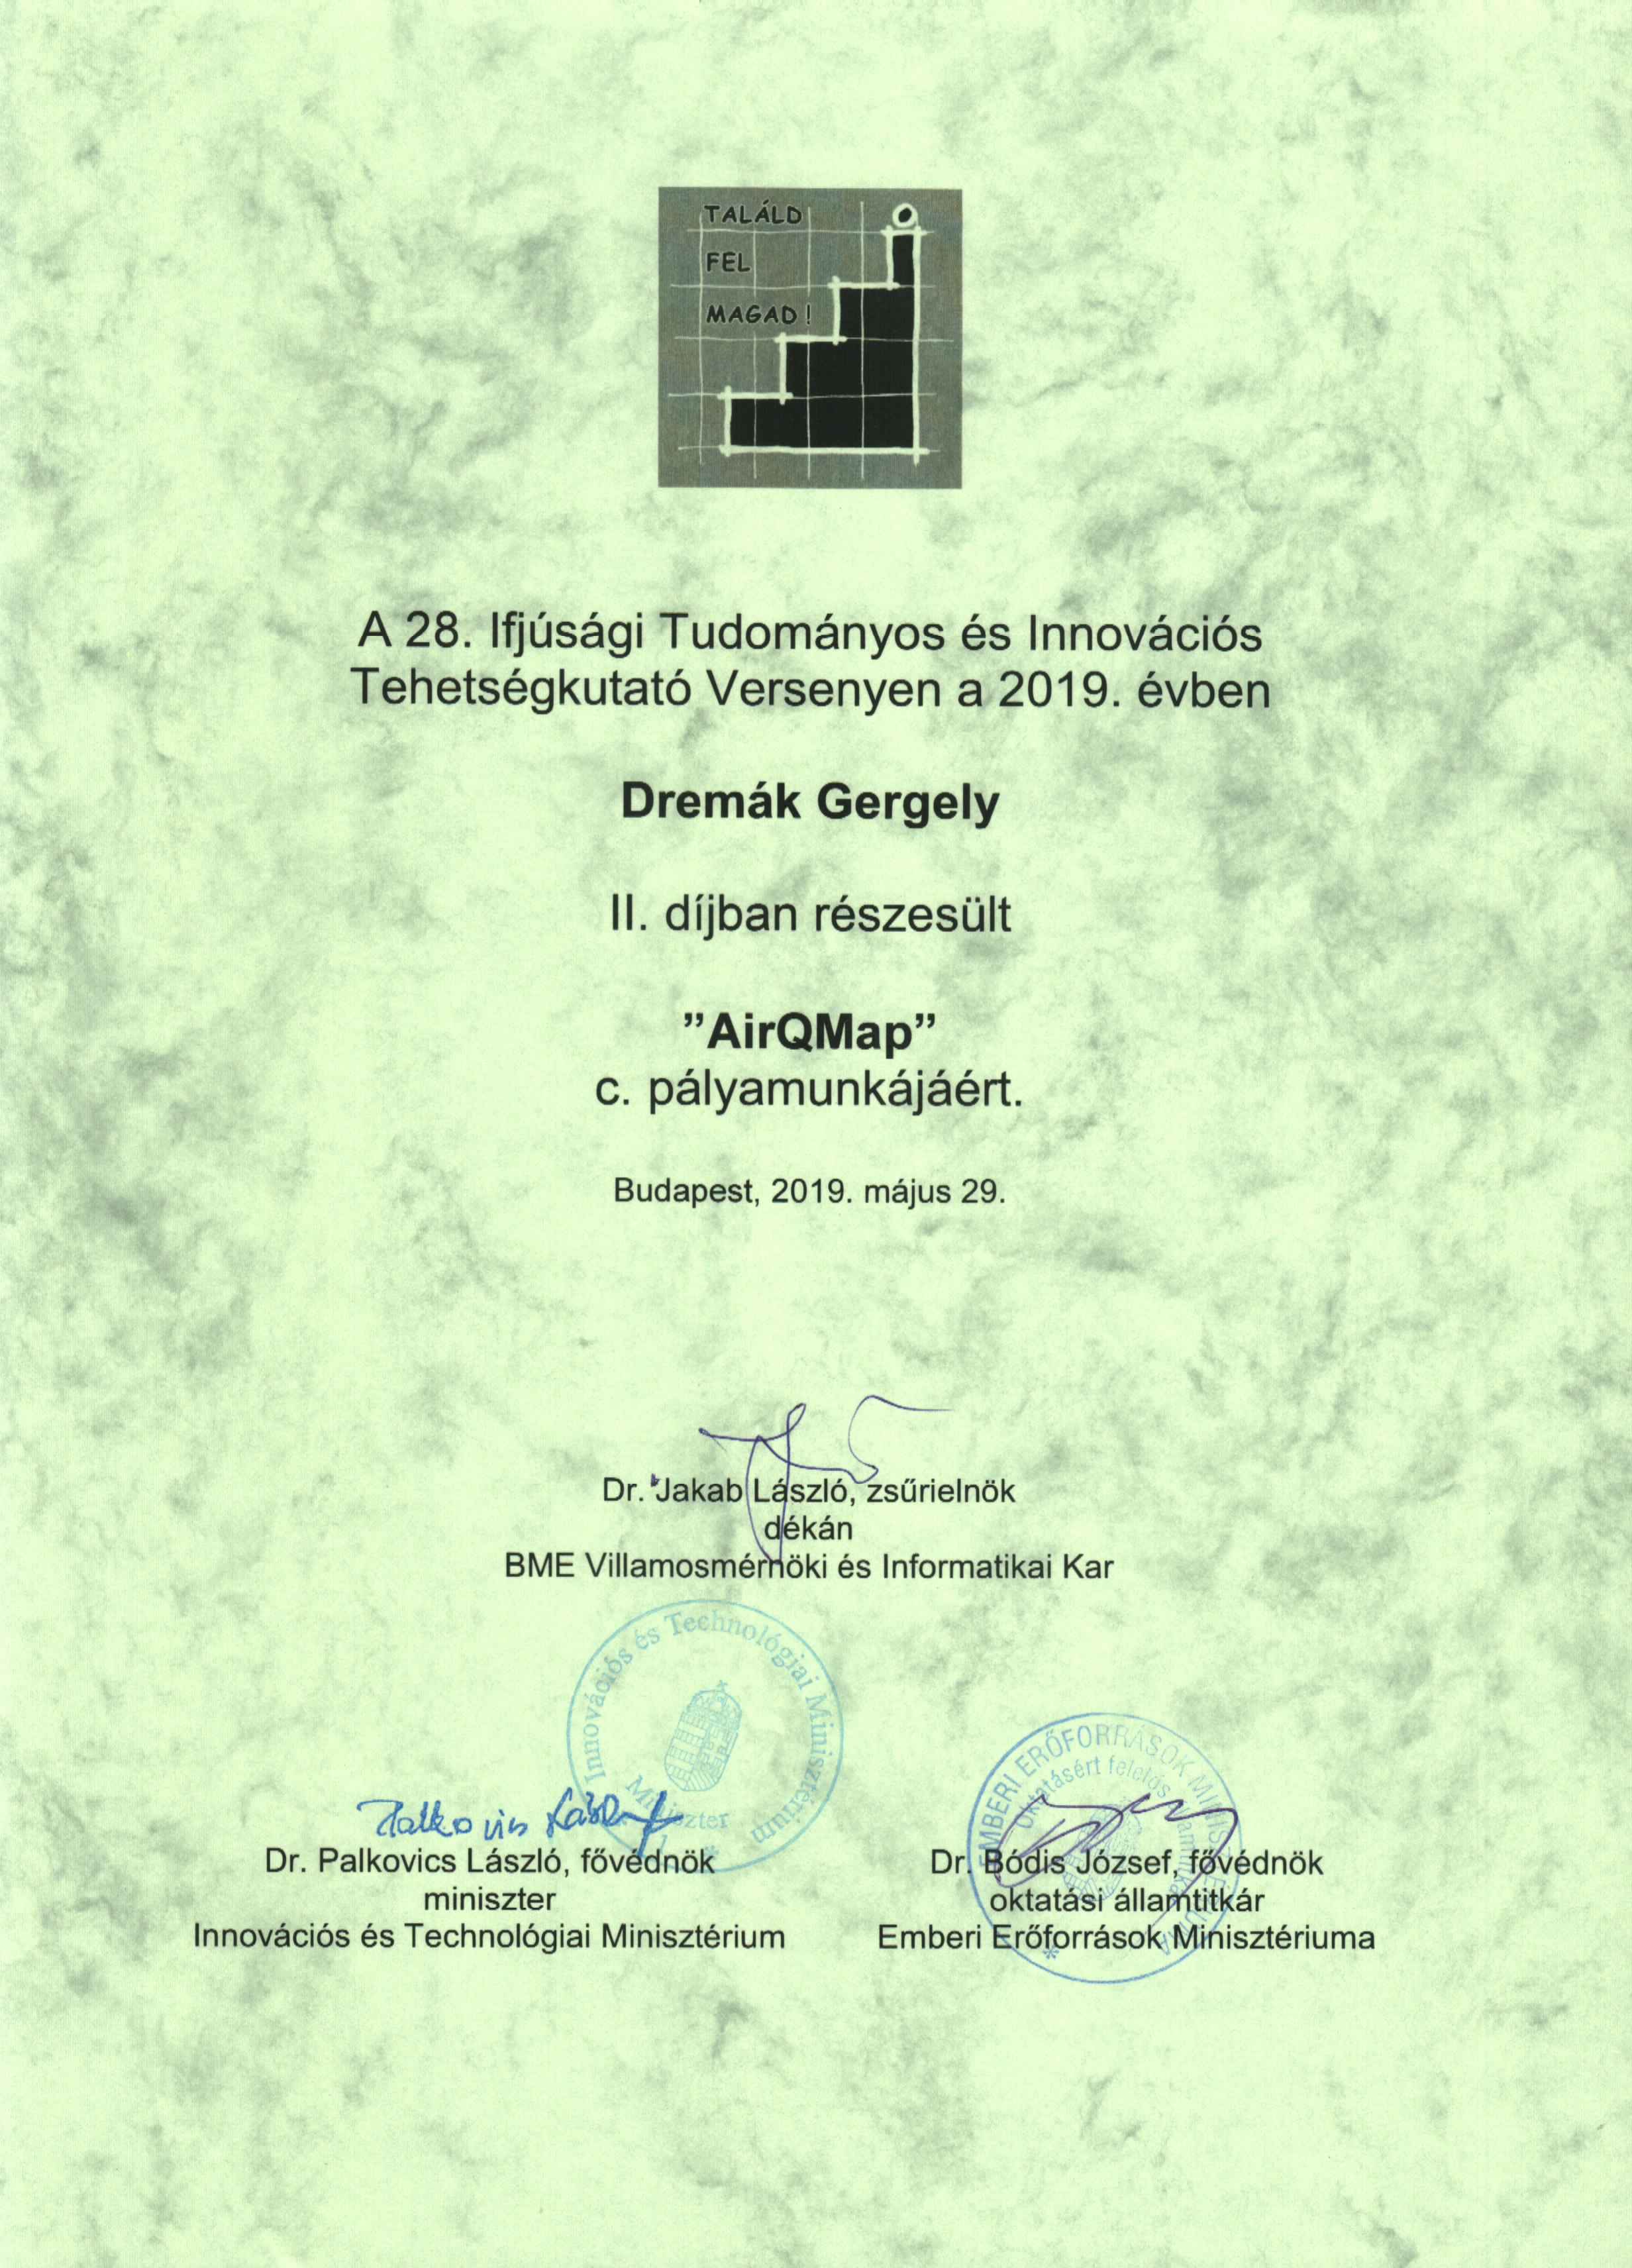 TALÁLD
FEL
MAGAD!
A 28. Ifjúsági Tudományos és Innovációs
Tehetségkutató Versenyen a 2019. évben
Dremák Gergely
II. díjban részesült
”AirQMap”
c. pályamunkájáért.
Budapest, 2019. május 29.
Dr. Jakab László, zsűrielnök
dékán
BME Villamosmérnöki és Informatikai Kar
Innovációs és Technológiai Minisztérium
Miniszter
Palkovics László
Dr. Palkovics László, fővédnök
miniszter
Innovációs és Technológiai Minisztérium
EMBERI ERŐFORRÁSOK MINISZTÉRIUMA
Oktatásért felelős
Dr. Bódis József, fővédnök
oktatási államtitkár
Emberi Erőforrások Minisztériuma